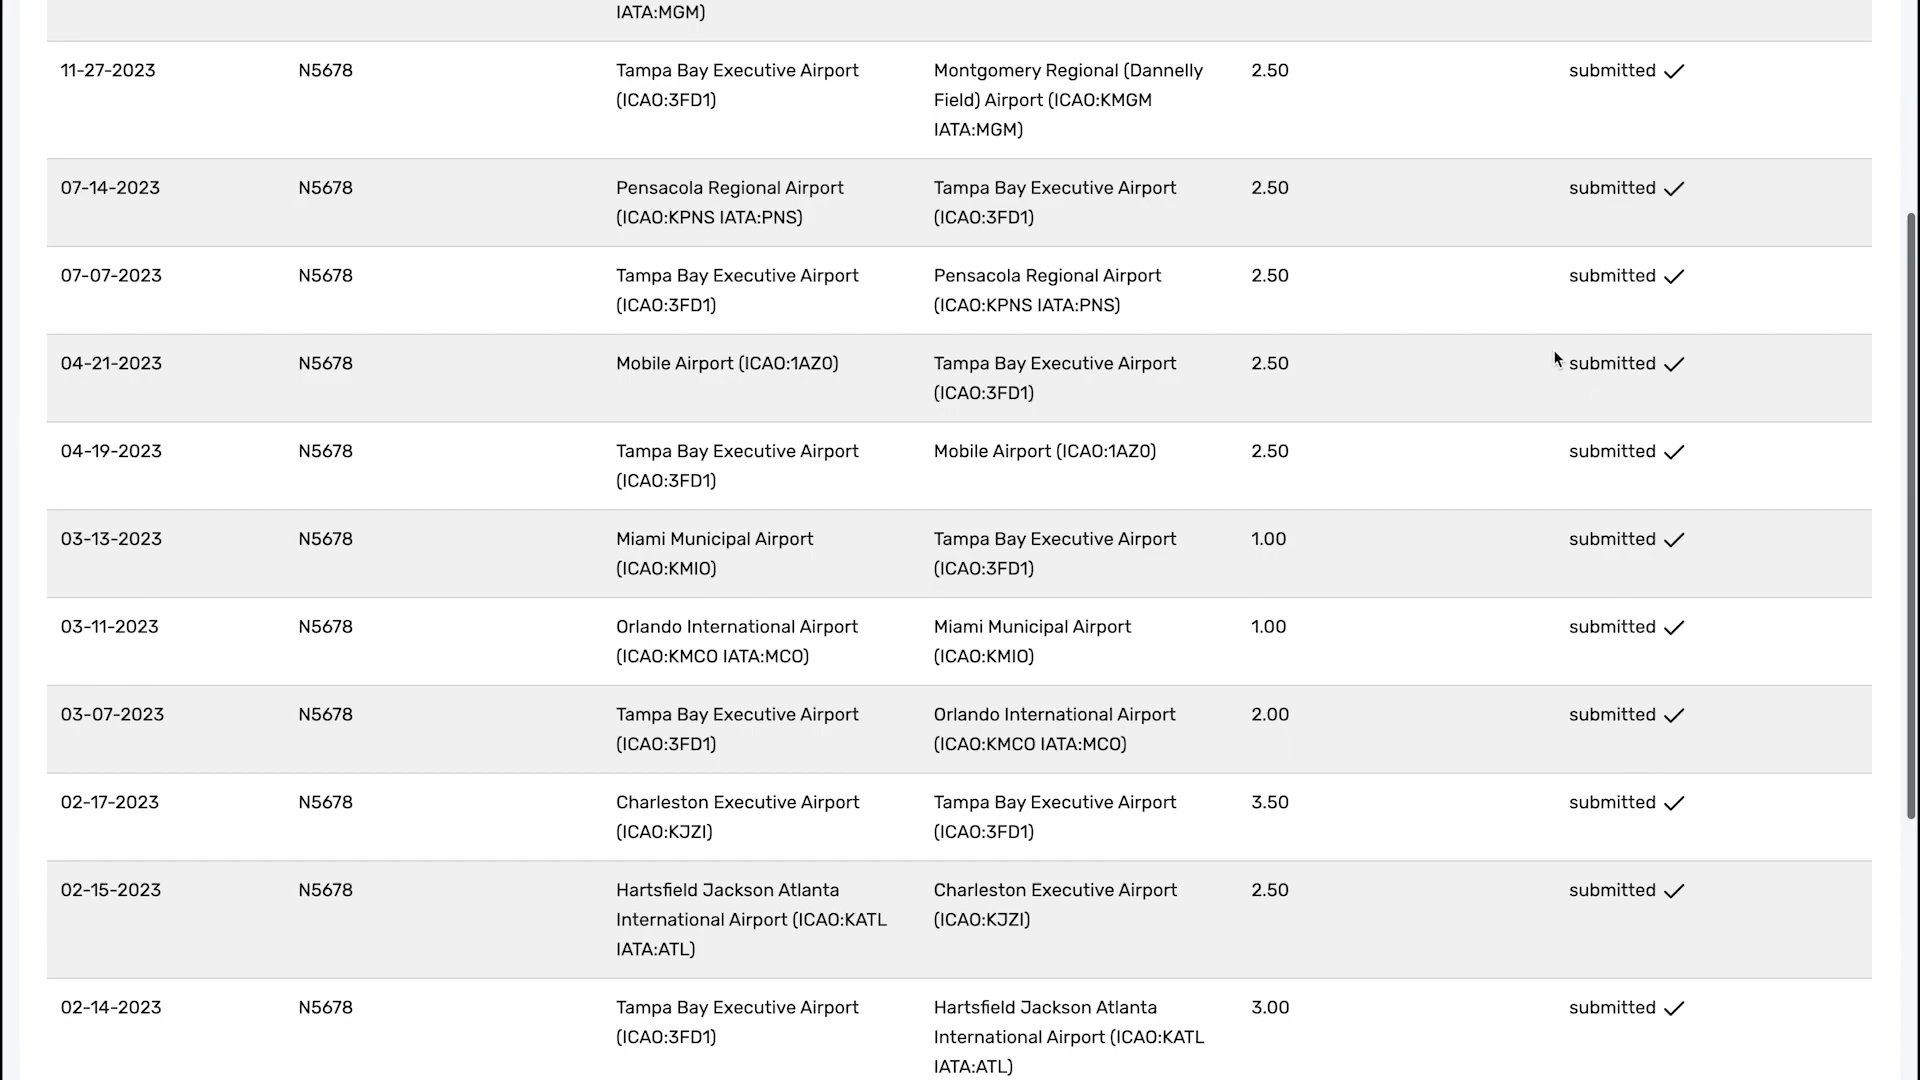 IATA:MGM)
11-27-2023 N5678 Tampa Bay Executive Airport Montgomery Regional (Dannelly 2.50 submitted
(ICAO:3FD1) Field) Airport (ICAO:KMGM
IATA:MGM)
07-14-2023 N5678 Pensacola Regional Airport Tampa Bay Executive Airport 2.50 submitted
(ICAO:KPNS IATA:PNS) (ICAO:3FD1)
07-07-2023 N5678 Tampa Bay Executive Airport Pensacola Regional Airport 2.50 submitted
(ICAO:3FD1) (ICAO:KPNS IATA:PNS)
04-21-2023 N5678 Mobile Airport (ICAO:1AZ0) Tampa Bay Executive Airport 2.50 submitted
(ICAO:3FD1)
04-19-2023 N5678 Tampa Bay Executive Airport Mobile Airport (ICAO:1AZ0) 2.50 submitted
(ICAO:3FD1)
03-13-2023 N5678 Miami Municipal Airport Tampa Bay Executive Airport 1.00 submitted
(ICAO:KMIO) (ICAO:3FD1)
03-11-2023 N5678 Orlando International Airport Miami Municipal Airport 1.00 submitted
(ICAO:KMCO IATA:MCO) (ICAO:KMIO)
03-07-2023 N5678 Tampa Bay Executive Airport Orlando International Airport 2.00 submitted
(ICAO:3FD1) (ICAO:KMCO IATA:MCO)
02-17-2023 N5678 Charleston Executive Airport Tampa Bay Executive Airport 3.50 submitted
(ICAO:KJZI) (ICAO:3FD1)
02-15-2023 N5678 Hartsfield Jackson Atlanta Charleston Executive Airport 2.50 submitted
International Airport (ICAO:KATL (ICAO:KJZI)
IATA:ATL)
02-14-2023 N5678 Tampa Bay Executive Airport Hartsfield Jackson Atlanta 3.00 submitted
(ICAO:3FD1) International Airport (ICAO:KATL
IATA:ATL)